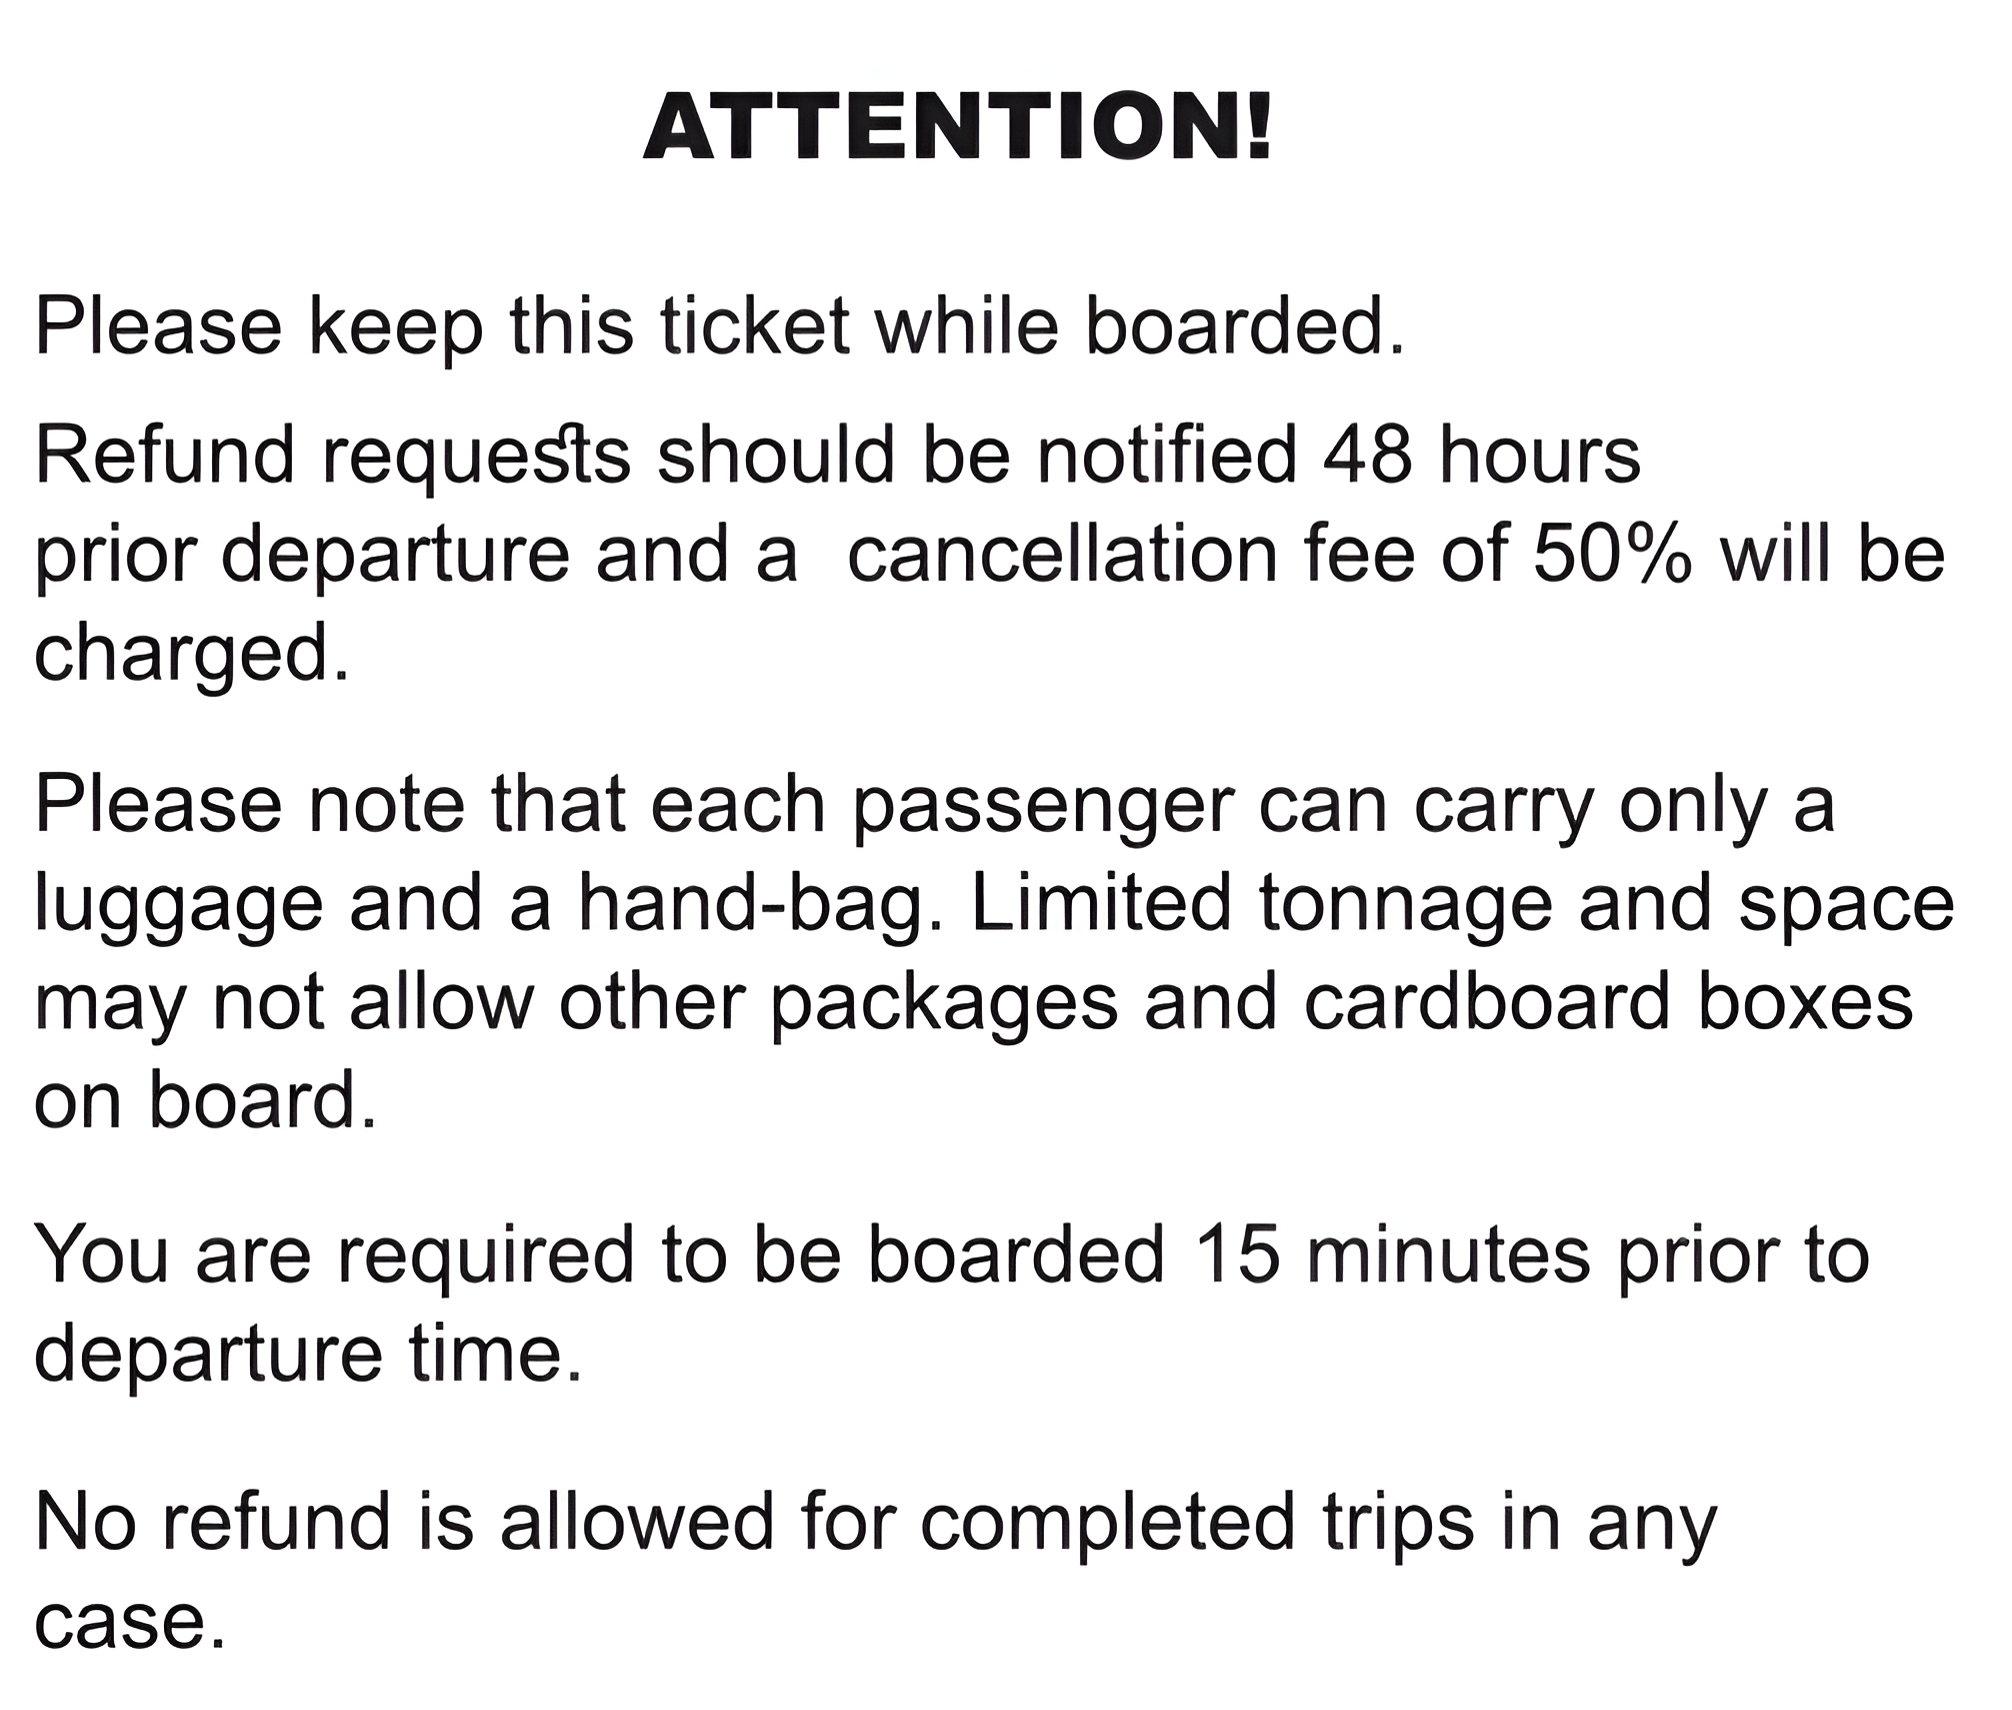 ATTENTION!
Please keep this ticket while boarded.
Refund requests should be notified 48 hours
prior departure and a  cancellation fee of 50% will be
charged.
Please note that each passenger can carry only a
luggage and a hand-bag. Limited tonnage and space
may not allow other packages and cardboard boxes
on board.
You are required to be boarded 15 minutes prior to
departure time.
No refund is allowed for completed trips in any
case.